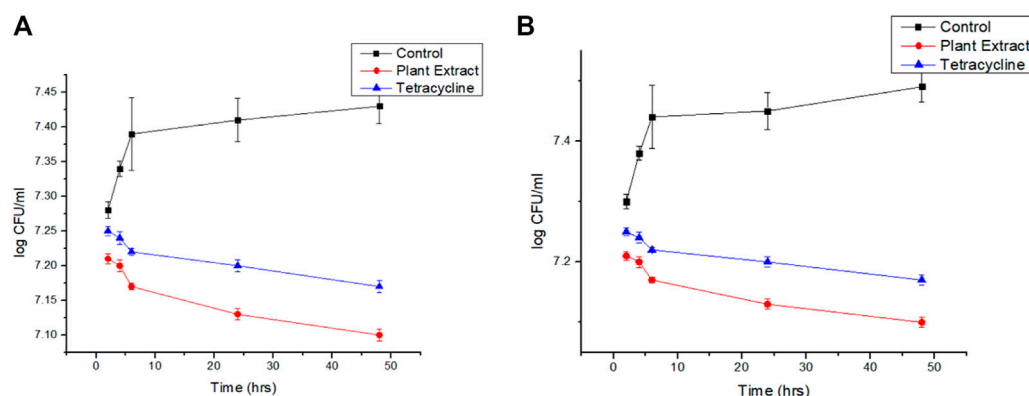 A
Control
Plant Extract
Tetracycline
7.45
7.40
7.35
7.30
7.25
7.20
7.15
7.10
log CFU/ml
0
10
20
30
40
50
Time (hrs)
B
Control
Plant Extract
Tetracycline
7.4
7.2
log CFU/ml
0
10
20
30
40
50
Time (hrs)